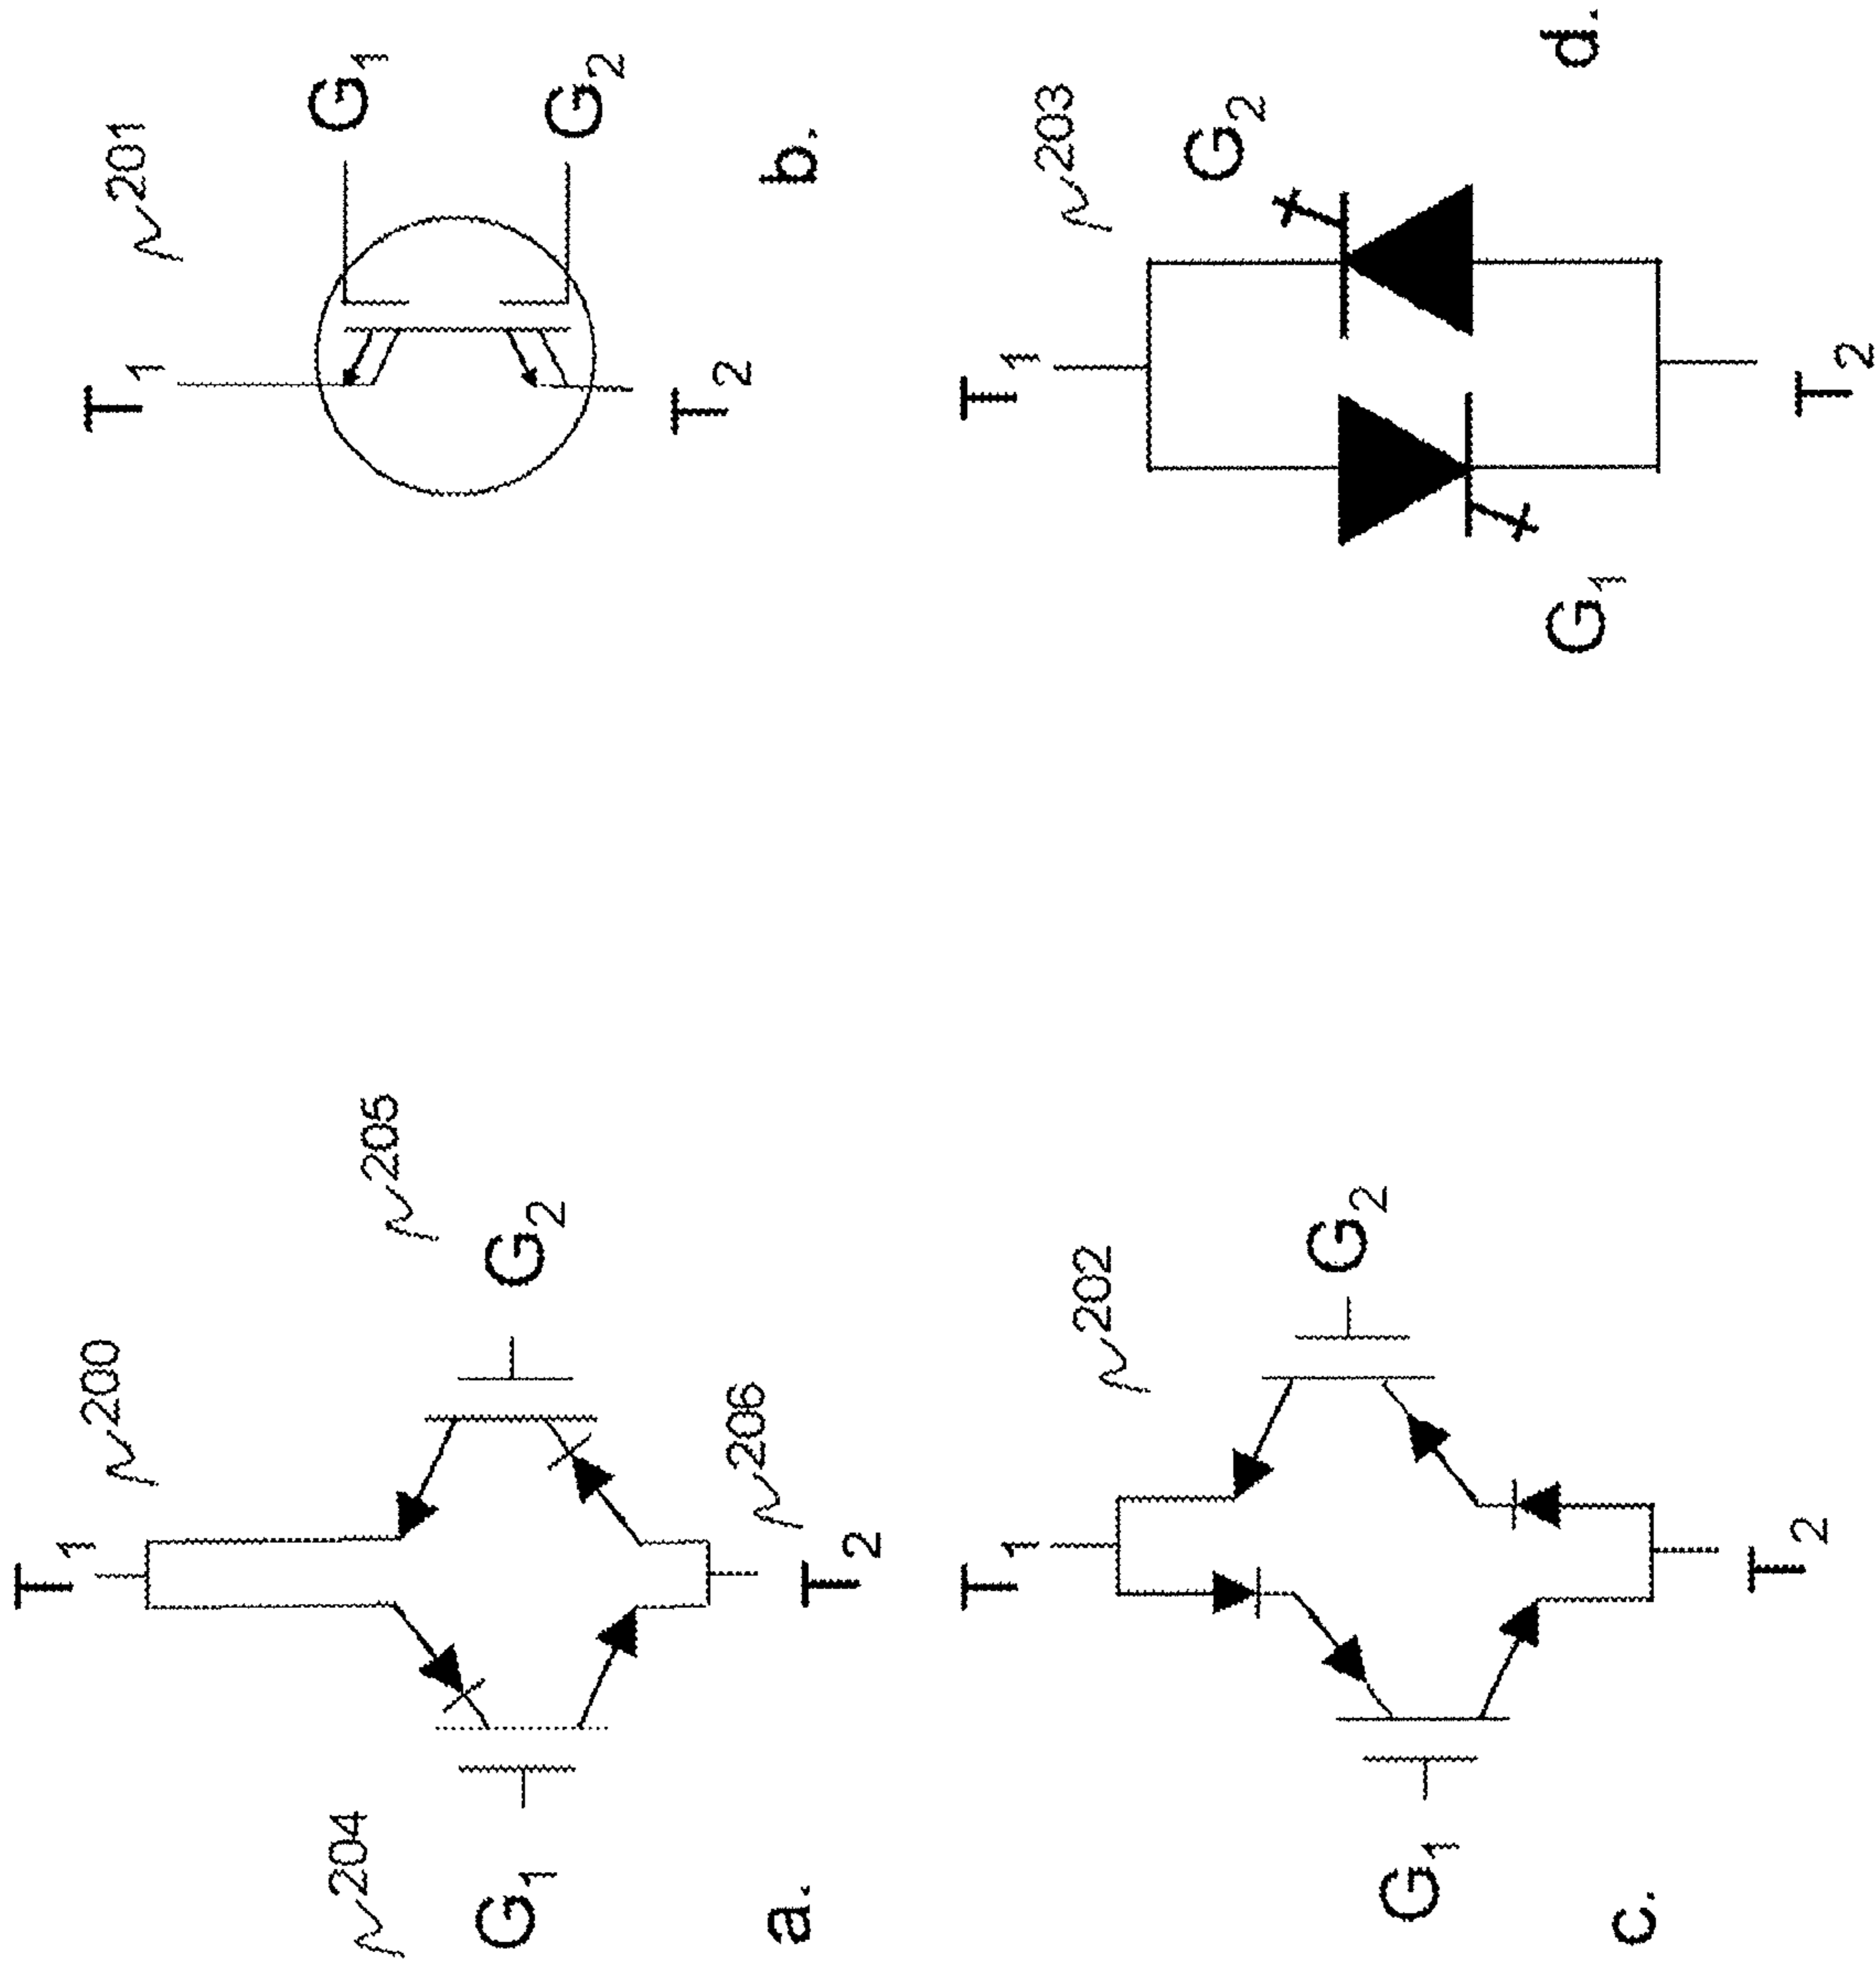 T₁
200
204
205
G₁
G₂
206
T₂
a.
T₁
201
G₁
G₂
T₂
b.
T₁
202
G₂
G₁
T₂
c.
T₁
203
G₂
G₁
T₂
d.